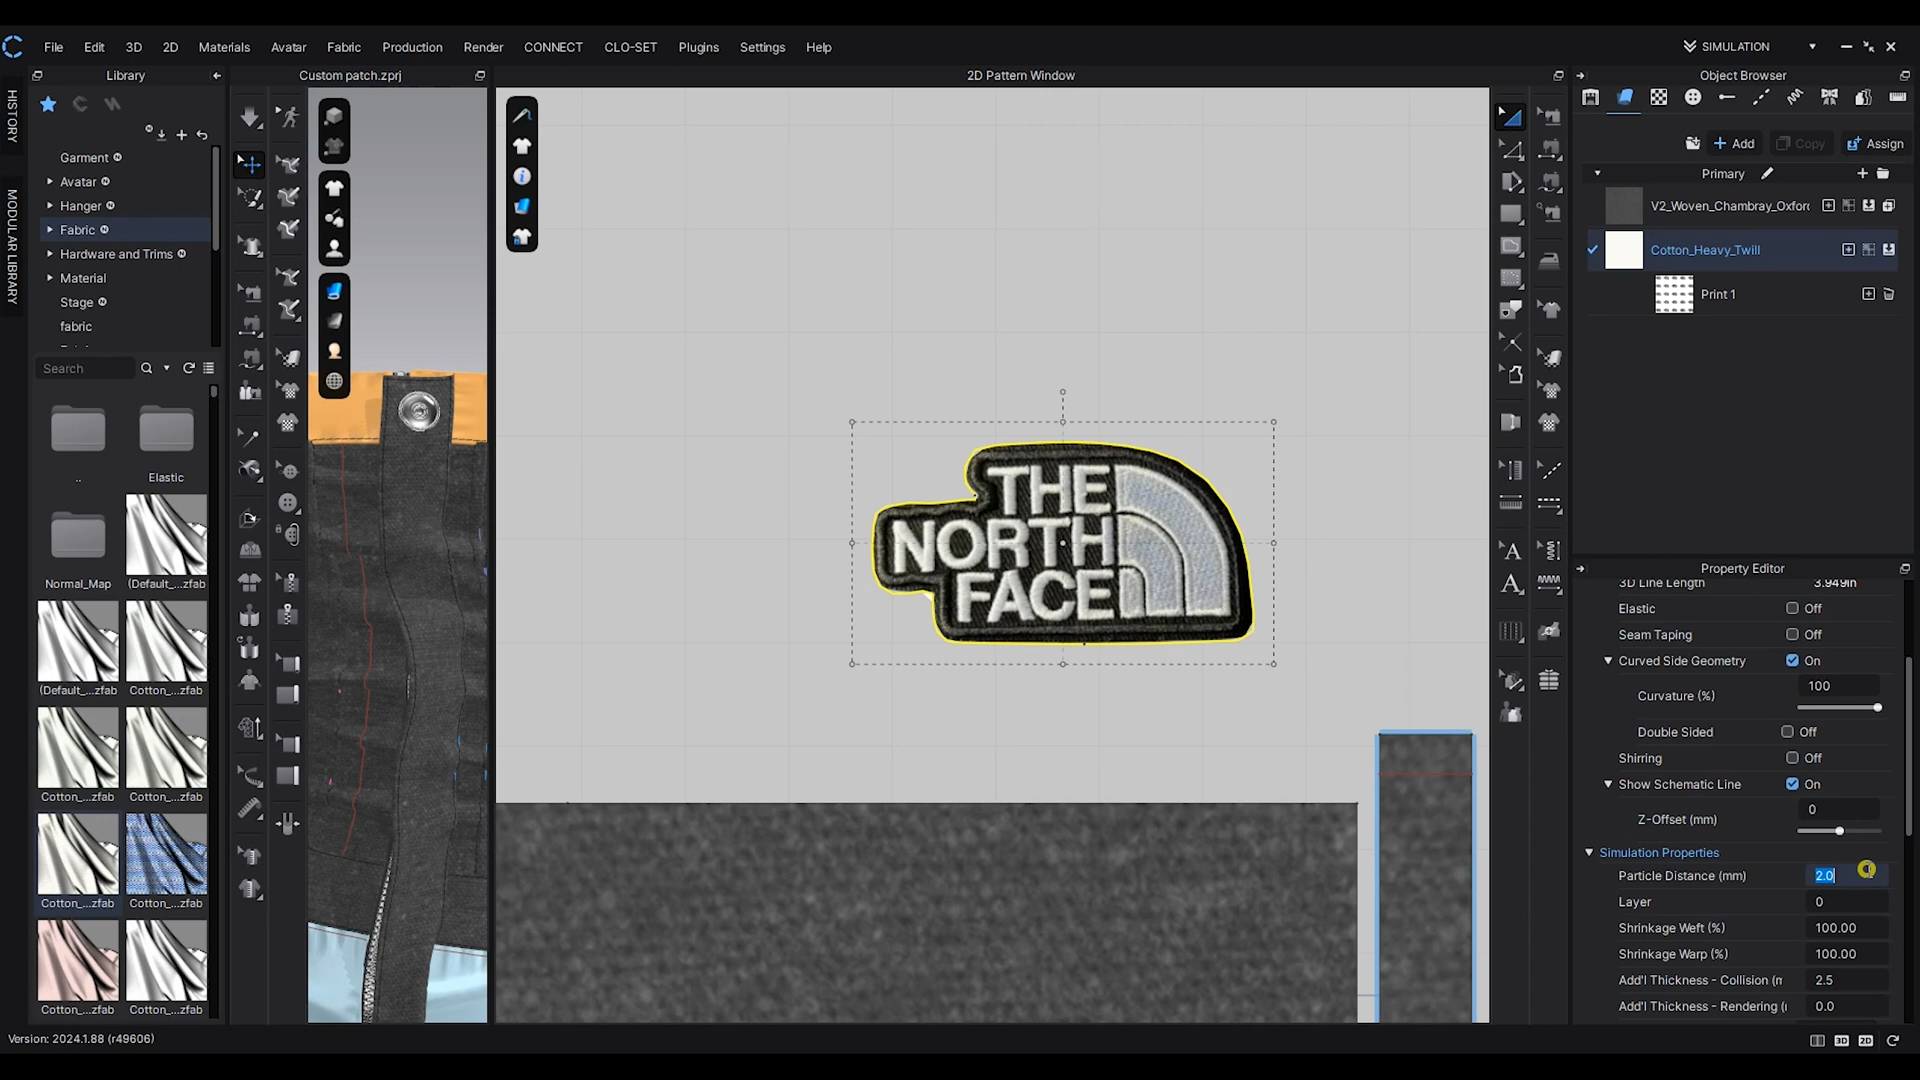 File Edit 3D 2D Materials Avatar Fabric Production Render CONNECT CLO-SET Plugins Settings Help
SIMULATION
Library
Custom patch.zprj
2D Pattern Window
Object Browser
HISTORY
MODULAR LIBRARY
Garment
Avatar
Hanger
Fabric
Hardware and Trims
Material
Stage
fabric
Search
..
Elastic
Normal_Map
(Default_...zfab
(Default_...zfab
Cotton_...zfab
Cotton_...zfab
Cotton_...zfab
Cotton_...zfab
Cotton_...zfab
Cotton_...zfab
Cotton_...zfab
THE
NORTH
FACE
Add
Copy
Assign
Primary
V2_Woven_Chambray_Oxfor
Cotton_Heavy_Twill
Print 1
Property Editor
3D Line Length 3.949in
Elastic Off
Seam Taping Off
Curved Side Geometry On
Curvature (%) 100
Double Sided Off
Shirring Off
Show Schematic Line On
Z-Offset (mm) 0
Simulation Properties
Particle Distance (mm) 2.0
Layer 0
Shrinkage Weft (%) 100.00
Shrinkage Warp (%) 100.00
Add'l Thickness - Collision (m 2.5
Add'l Thickness - Rendering (r 0.0
Version: 2024.1.88 (r49606)
3D
2D